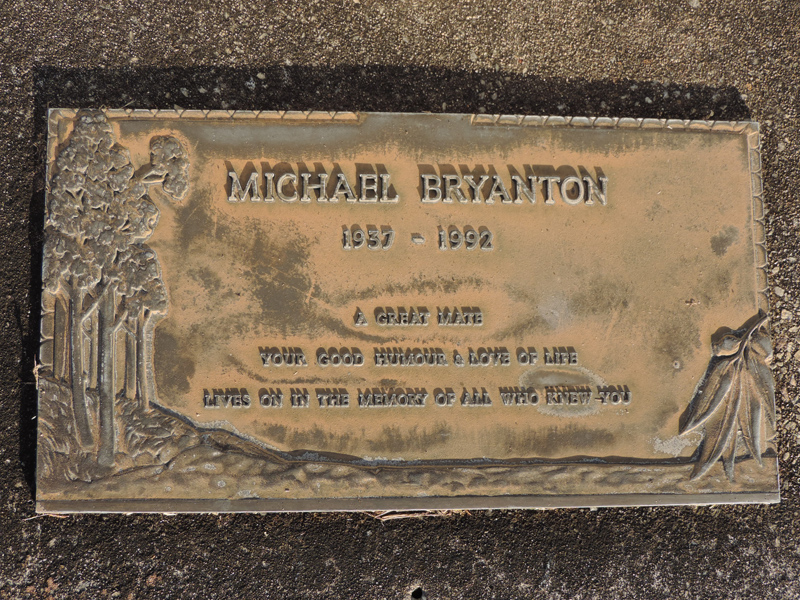 MICHAEL BRYANTON
1937 - 1992
A GREAT MATE
YOUR GOOD HUMOUR & LOVE OF LIFE
LIVES ON IN THE MEMORY OF ALL WHO KNEW YOU